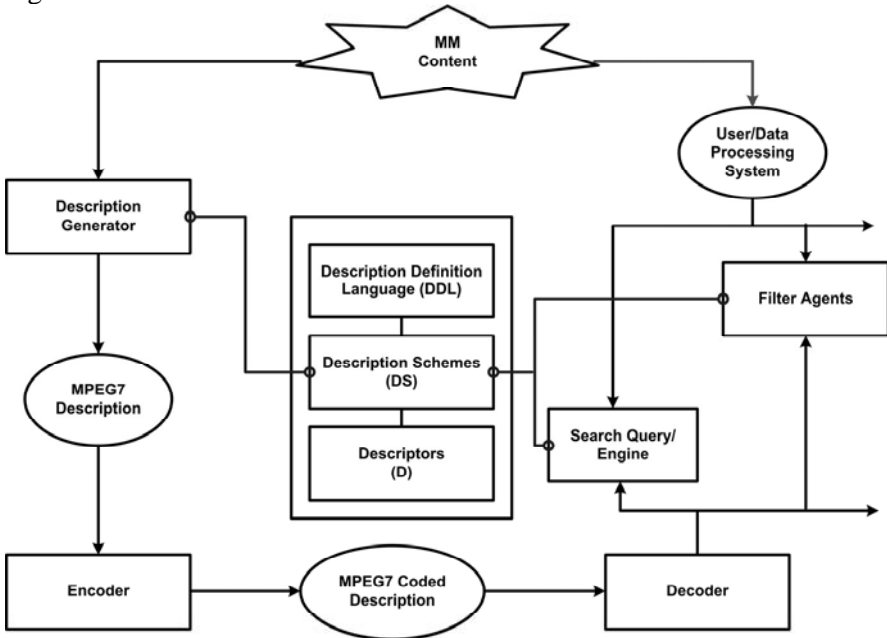 MM
Content
User/Data
Processing
System
Description
Generator
Description Definition
Language (DDL)
Filter Agents
Description Schemes
(DS)
MPEG7
Description
Search Query/
Engine
Descriptors
(D)
Encoder
MPEG7 Coded
Description
Decoder